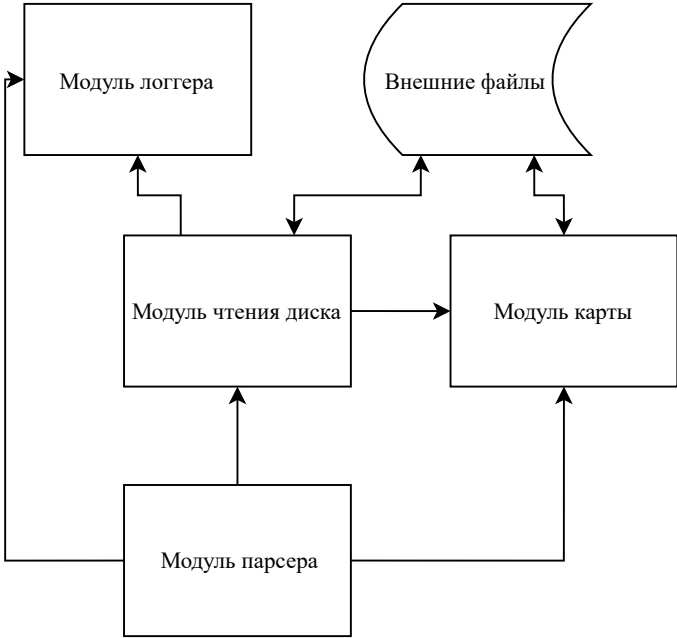 Модуль логгера
Внешние файлы
Модуль чтения диска
Модуль карты
Модуль парсера